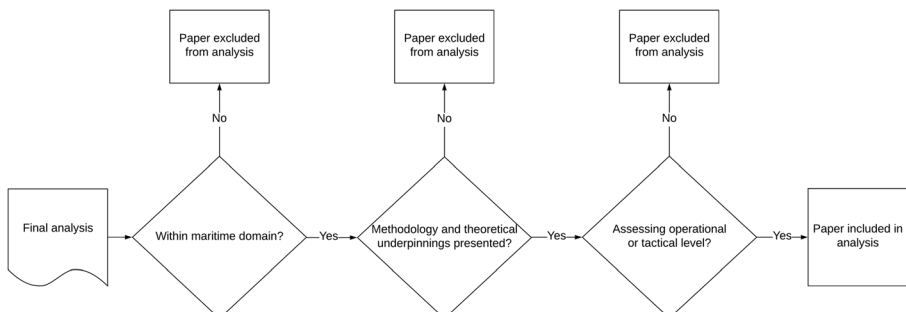 Paper excluded
from analysis
Paper excluded
from analysis
Paper excluded
from analysis
No
No
No
Final analysis
Within maritime domain?
Yes
Methodology and theoretical
underpinnings presented?
Yes
Assessing operational
or tactical level?
Yes
Paper included in
analysis